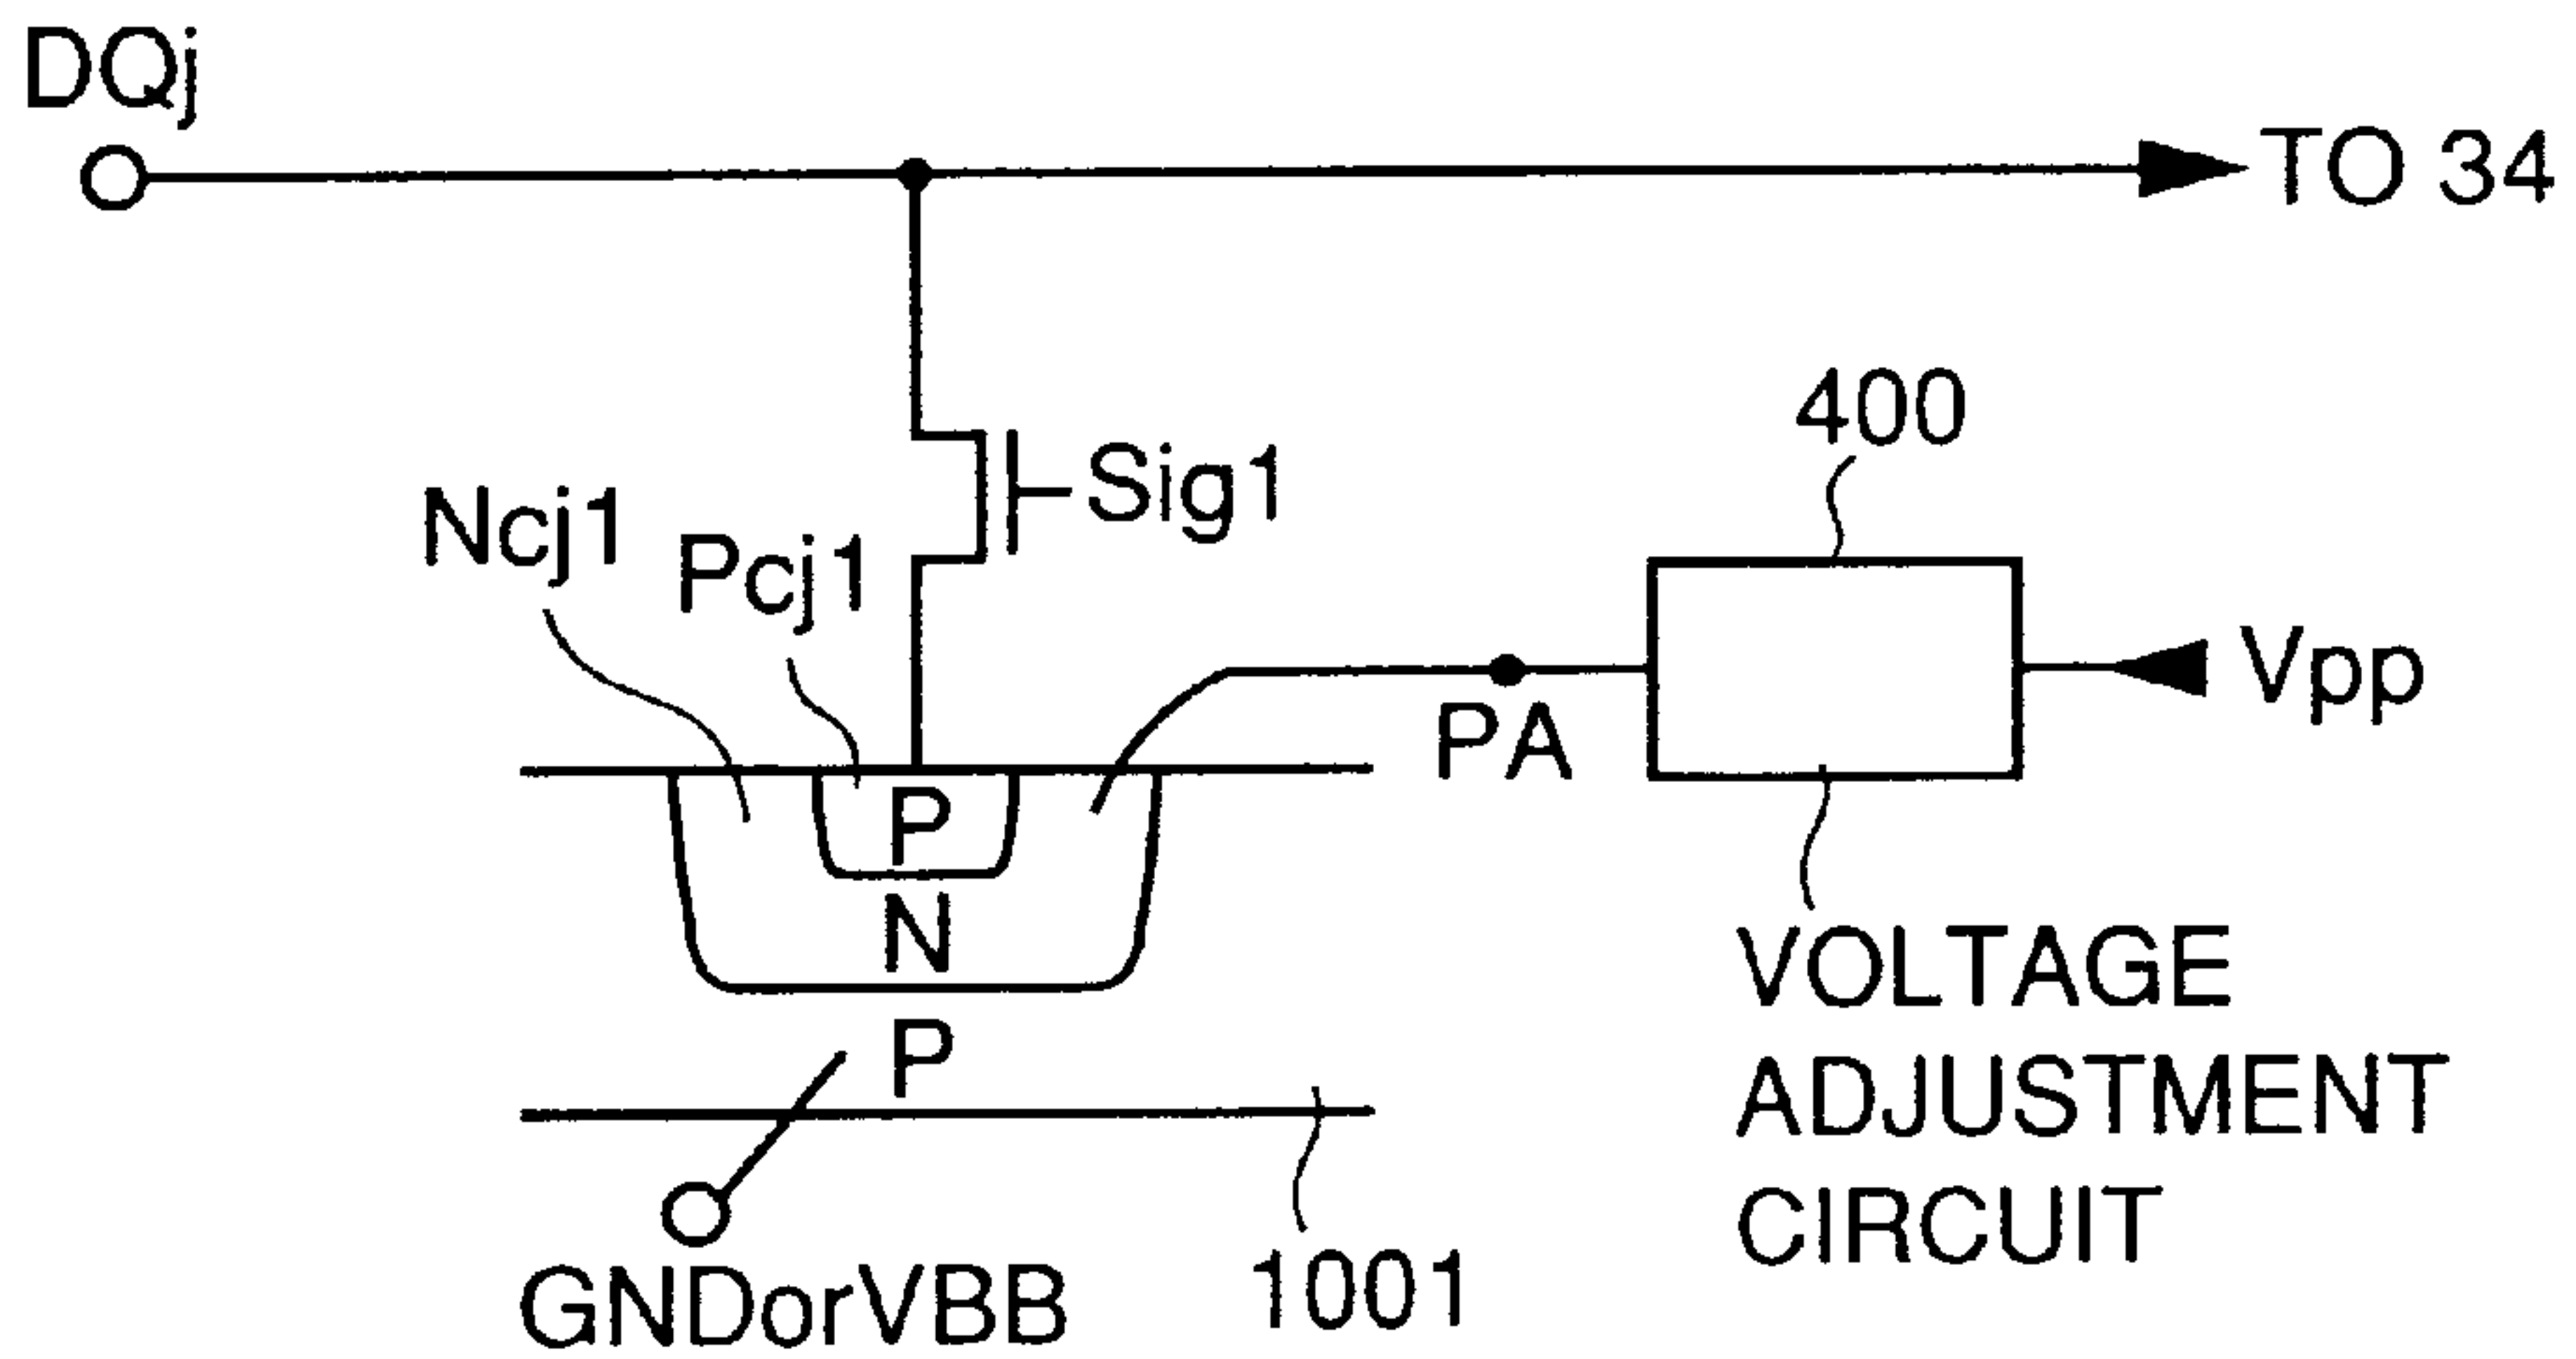 DQj
TO 34
400
Sig1
Ncj1
Pcj1
Vpp
PA
P
N
P
VOLTAGE
ADJUSTMENT
CIRCUIT
1001
GNDorVBB